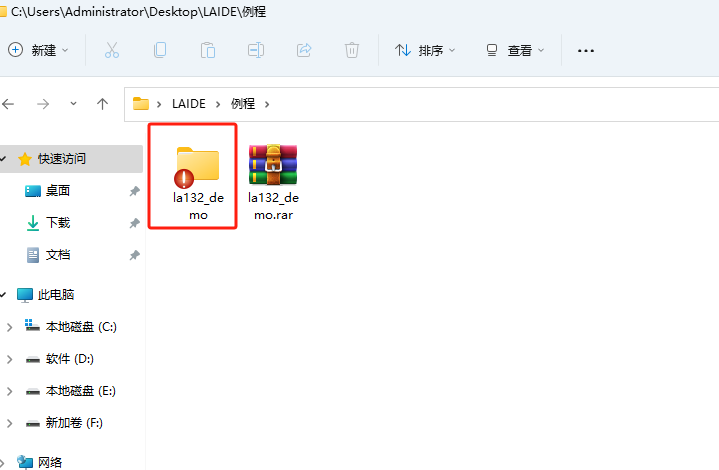 C:\Users\Administrator\Desktop\LAIDE\例程
新建
排序
查看
LAIDE
例程
快速访问
桌面
下载
文档
此电脑
本地磁盘 (C:)
软件 (D:)
本地磁盘 (E:)
新加卷 (F:)
网络
la132_de
mo
la132_de
mo.rar